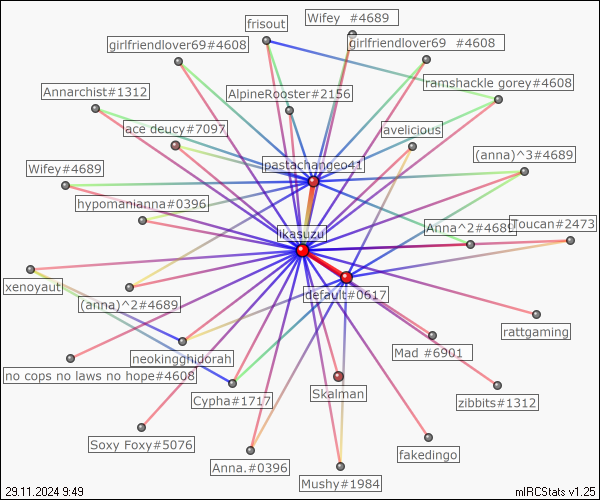 frisout
Wifey  #4689
girlfriendlover69#4608
girlfriendlover69  #4608
ramshackle gorey#4608
Annarchist#1312
AlpineRooster#2156
ace deucy#7097
avelicious
pastachangeo41
(anna)^3#4689
Wifey#4689
hypomanianna#0396
Anna^2#4689
Toucan#2473
ikasuzu
xenoyaut
(anna)^2#4689
default#0617
rattgaming
neokingghidorah
Mad #6901
no cops no laws no hope#4608
Cypha#1717
Skalman
zibbits#1312
Soxy Foxy#5076
fakedingo
Anna.#0396
Mushy#1984
29.11.2024 9:49
mIRCStats v1.25